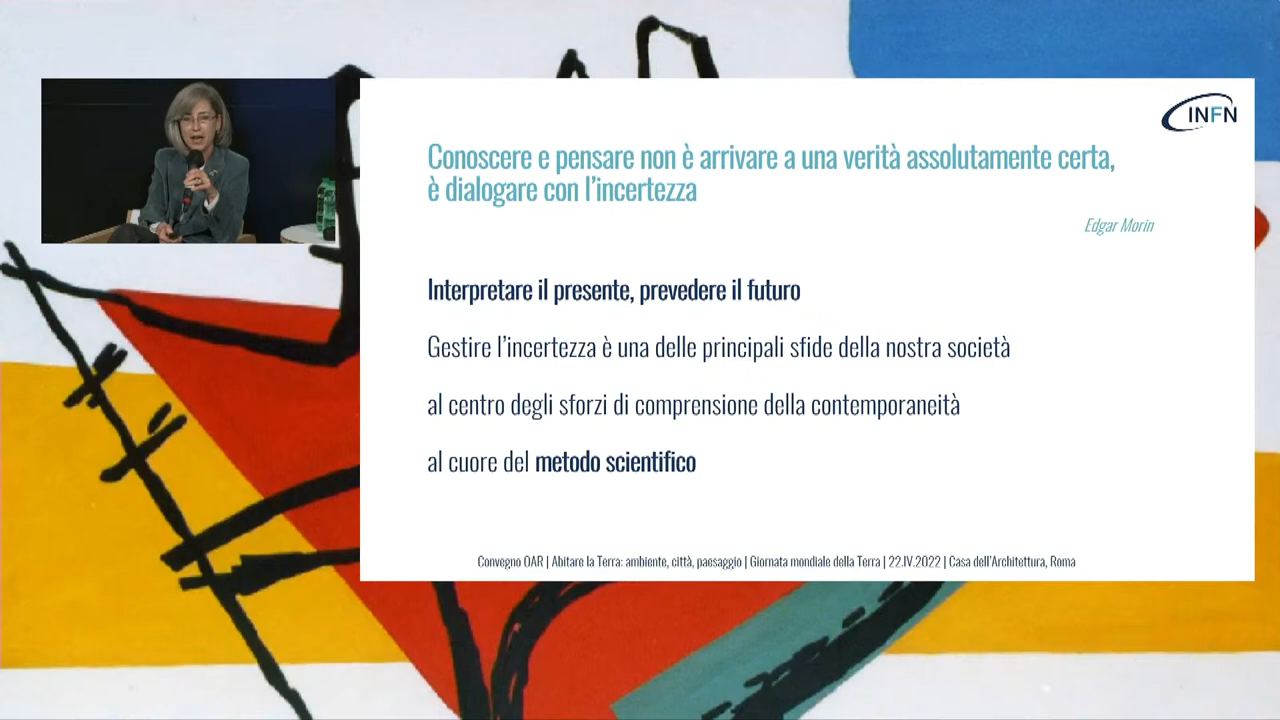 INFN
Conoscere e pensare non è arrivare a una verità assolutamente certa,
è dialogare con l'incertezza
Edgar Morin
Interpretare il presente, prevedere il futuro
Gestire l'incertezza è una delle principali sfide della nostra società
al centro degli sforzi di comprensione della contemporaneità
al cuore del metodo scientifico
Convegno OAR | Abitare la Terra: ambiente, città, paesaggio | Giornata mondiale della Terra | 22.IV.2022 | Casa dell'Architettura, Roma